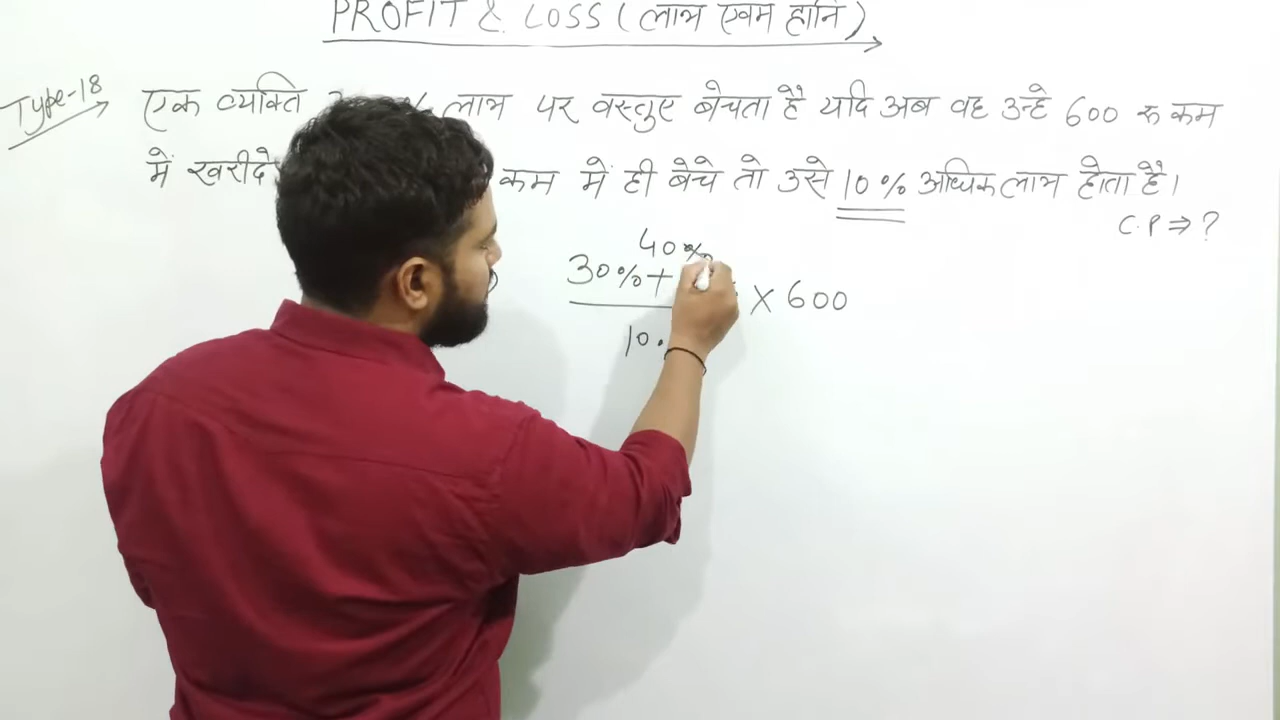 PROFIT & LOSS (लाभ एवम हानि)
Type-18 एक व्यक्ति % लाभ पर वस्तुए बेचता है यदि अब वह उन्हे 600 रु कम
में खरीदे कम में ही बेचे तो उसे 10% अधिक लाभ होता है।
C.P ⇒ ?
40%
30% + × 600
10.